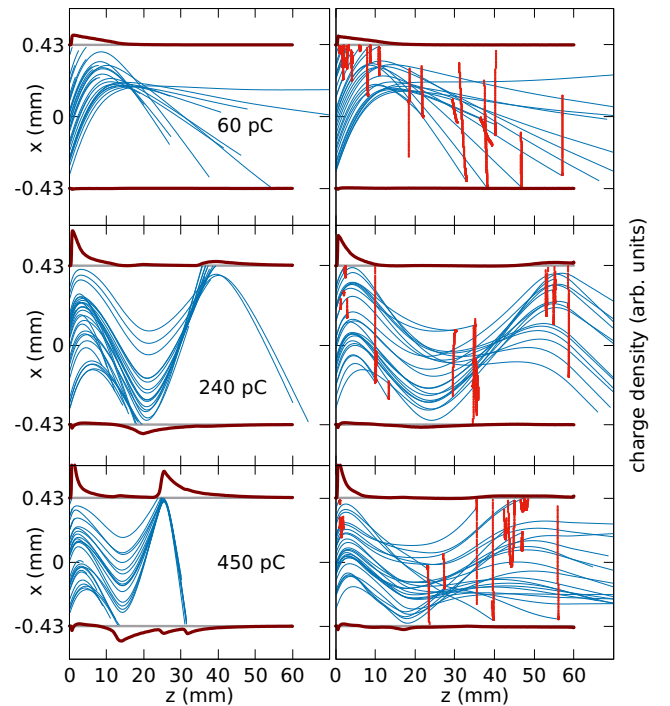 0.43
0
-0.43
x (mm)
60 pC
0.43
0
-0.43
x (mm)
240 pC
0.43
0
-0.43
x (mm)
450 pC
0 10 20 30 40 50 60
0 10 20 30 40 50 60
z (mm)
z (mm)
charge density (arb. units)